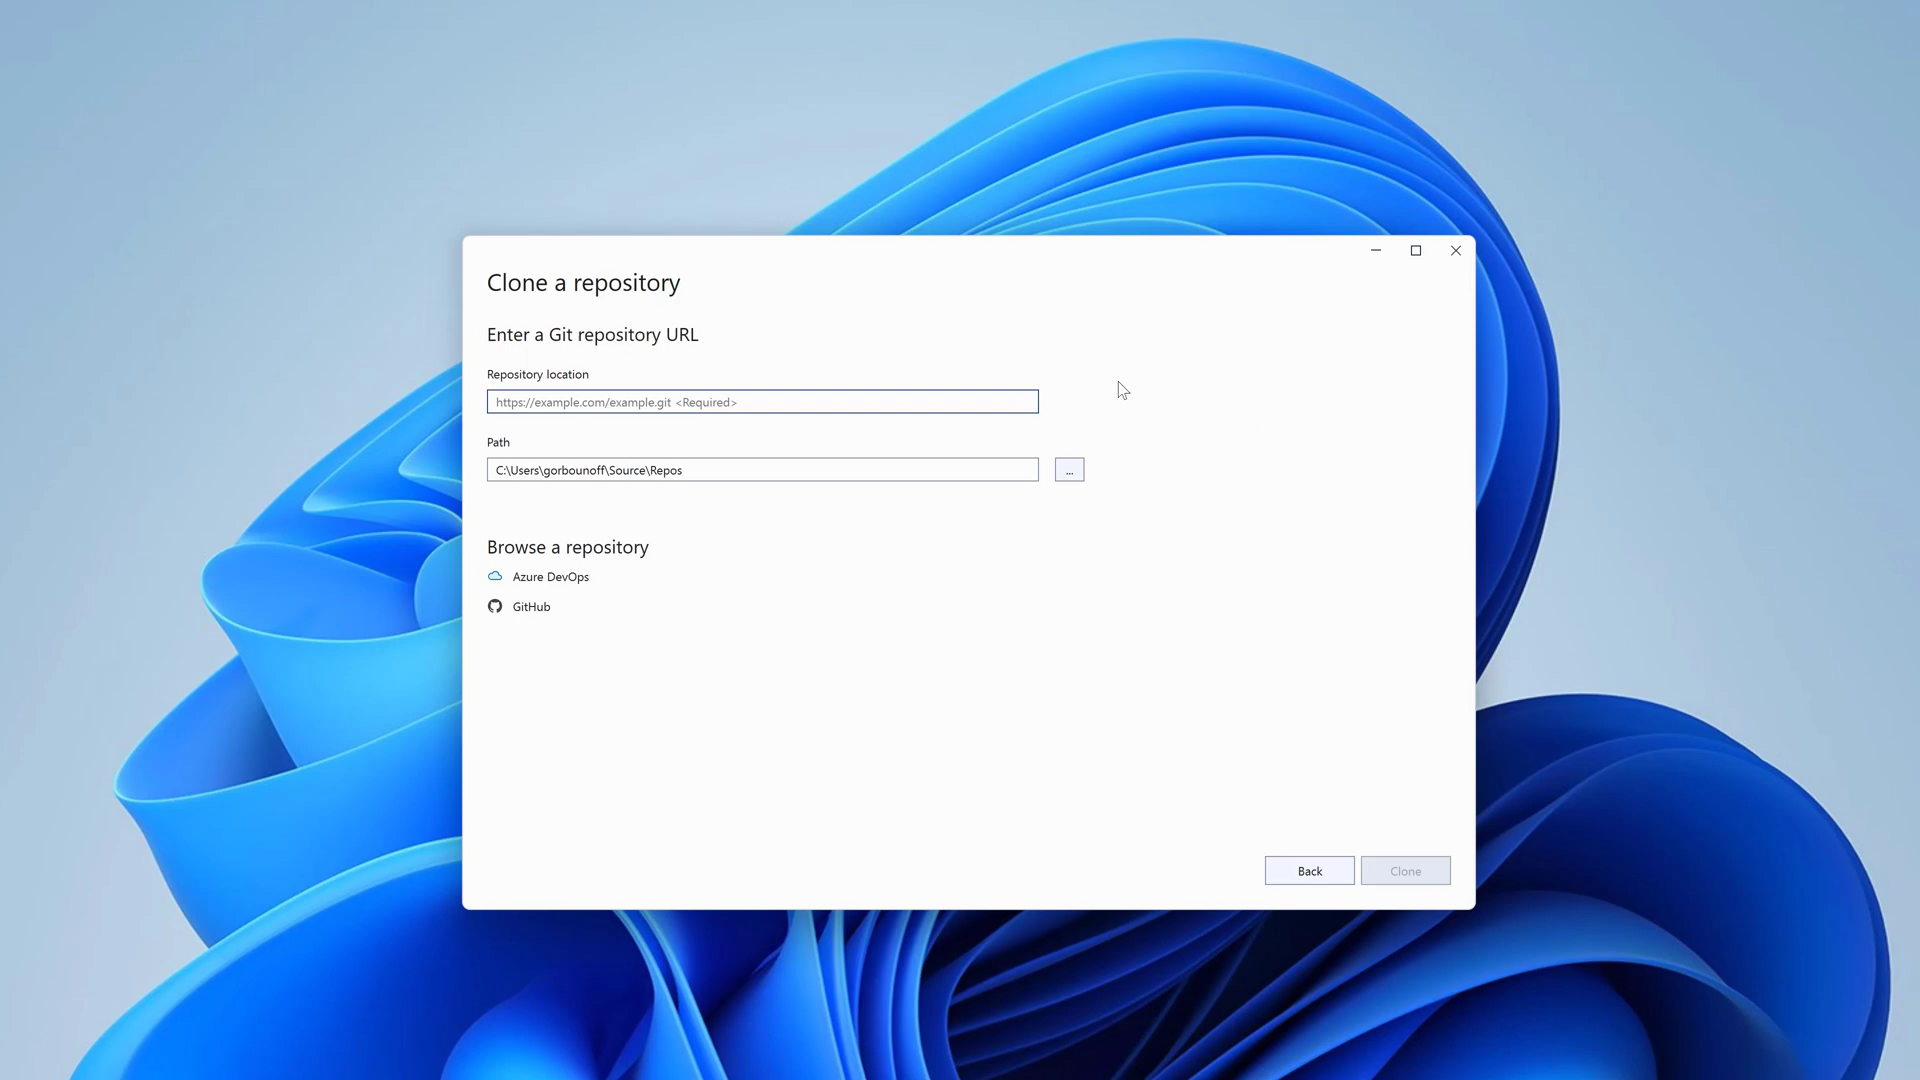 Clone a repository
Enter a Git repository URL
Repository location
https://example.com/example.git <Required>
Path
C:\Users\gorbounoff\Source\Repos
...
Browse a repository
Azure DevOps
GitHub
Back
Clone